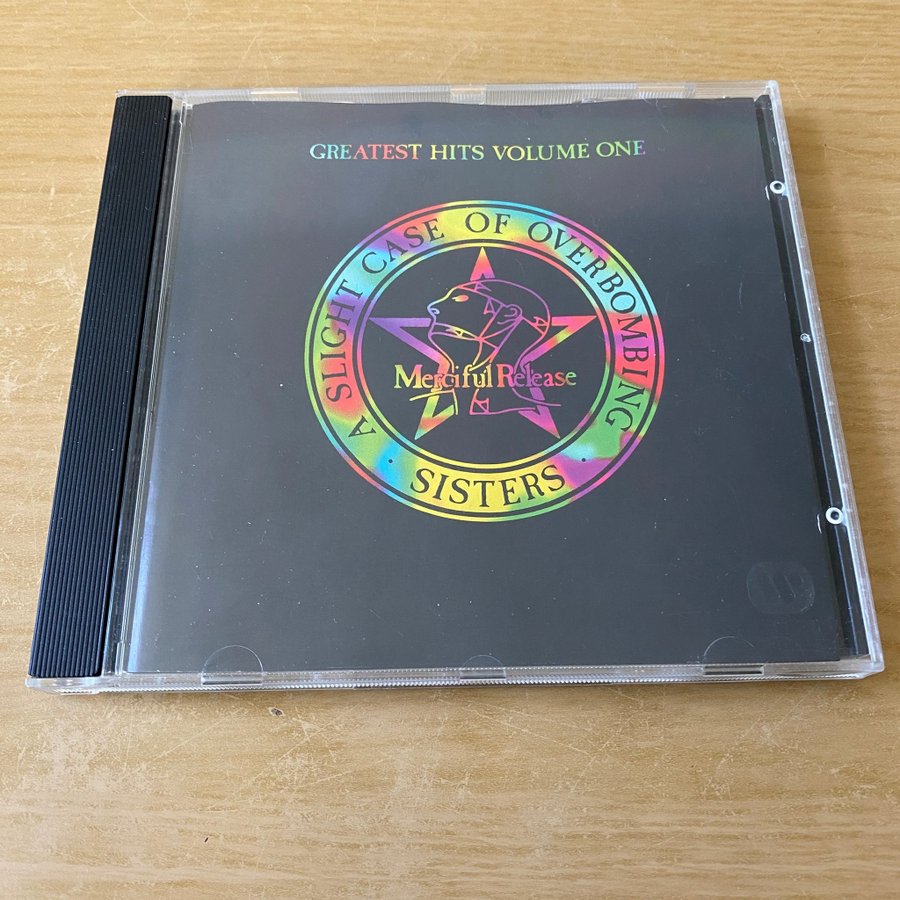 GREATEST HITS VOLUME ONE
A SLIGHT CASE OF OVERBOMBING
Merciful Release
· SISTERS ·